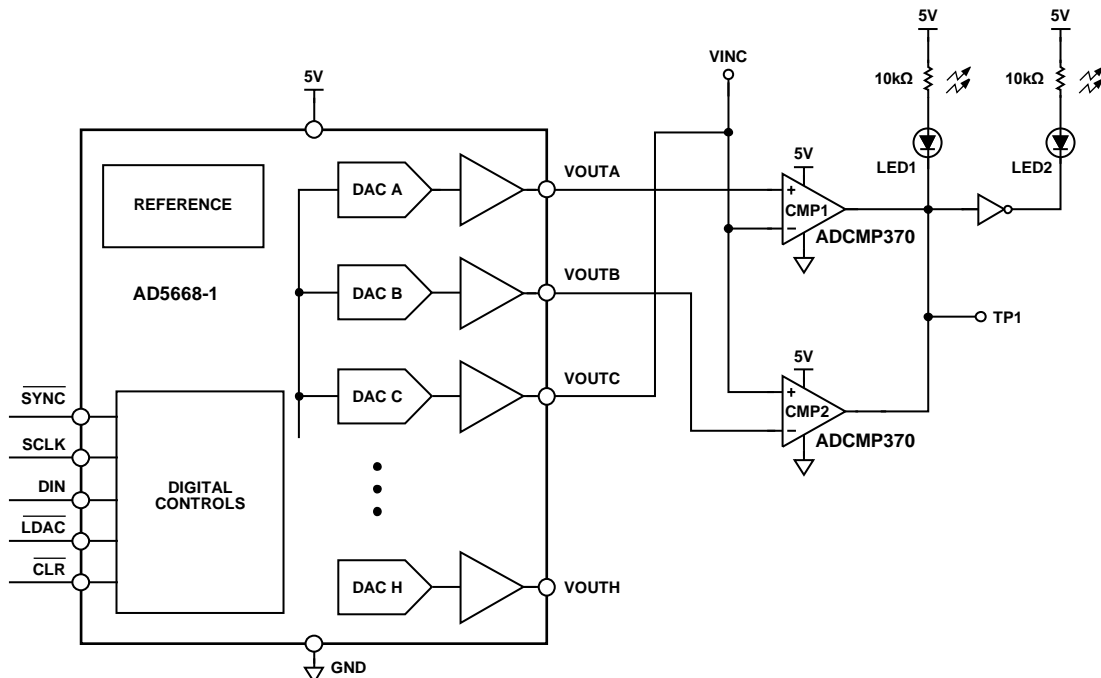 5V
5V
VINC
5V
10kΩ
10kΩ
LED1
LED2
REFERENCE
DAC A
VOUTA
5V
+
CMP1
−
ADCMP370
AD5668-1
DAC B
VOUTB
TP1
DAC C
VOUTC
5V
+
CMP2
−
ADCMP370
SYNC
SCLK
DIN
LDAC
CLR
DIGITAL
CONTROLS
DAC H
VOUTH
GND